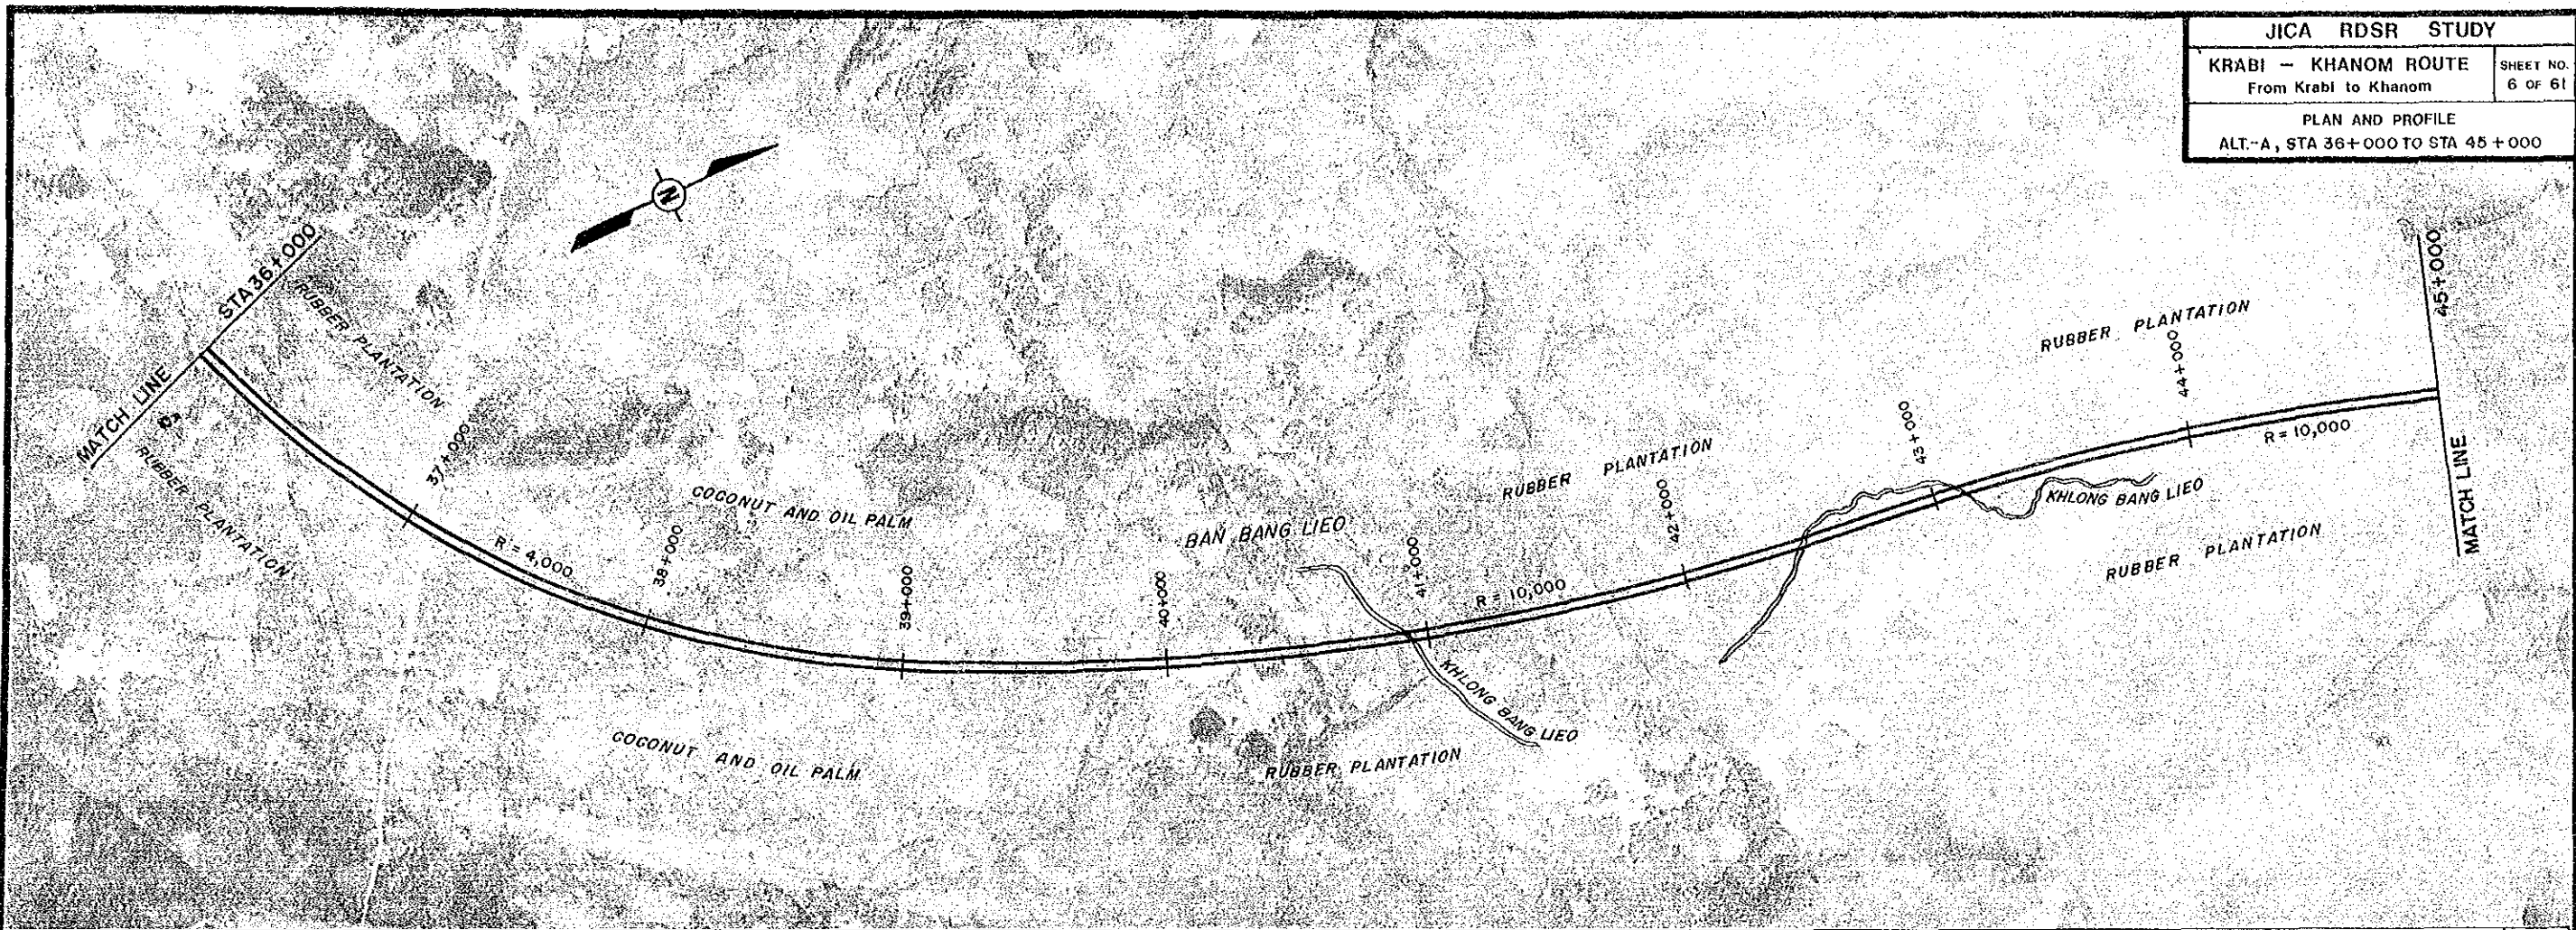 JICA RDSR STUDY
KRABI - KHANOM ROUTE
From Krabi to Khanom
SHEET NO.
6 OF 61
PLAN AND PROFILE
ALT.-A, STA 36+000 TO STA 45+000
N
STA 36+000
MATCH LINE
RUBBER PLANTATION
RUBBER PLANTATION
37+000
R = 4,000
38+000
COCONUT AND OIL PALM
COCONUT AND OIL PALM
39+000
40+000
BAN BANG LIEO
41+000
KHLONG BANG LIEO
RUBBER PLANTATION
R = 10,000
RUBBER PLANTATION
42+000
43+000
KHLONG BANG LIEO
RUBBER PLANTATION
44+000
R = 10,000
RUBBER PLANTATION
45+000
MATCH LINE